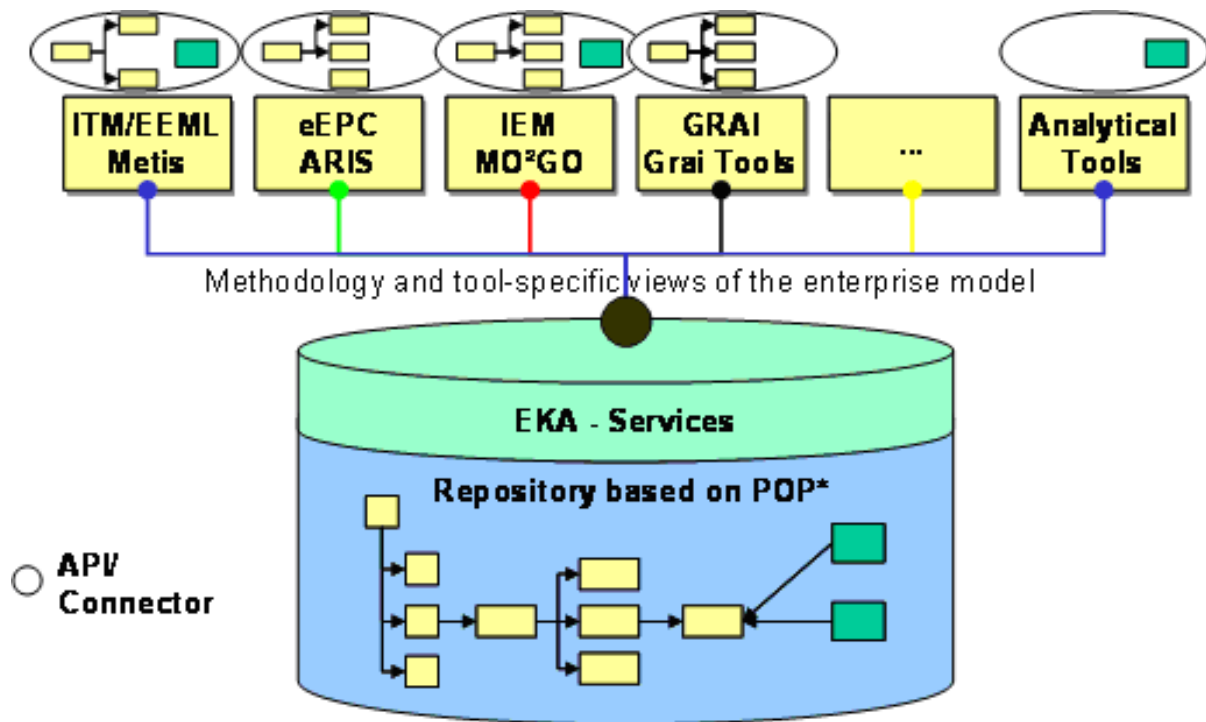 ITM/EEML
Metis
eEPC
ARIS
IEM
MO²GO
GRAI
Grai Tools
...
Analytical
Tools
Methodology and tool-specific views of the enterprise model
EKA - Services
Repository based on POP*
API/
Connector